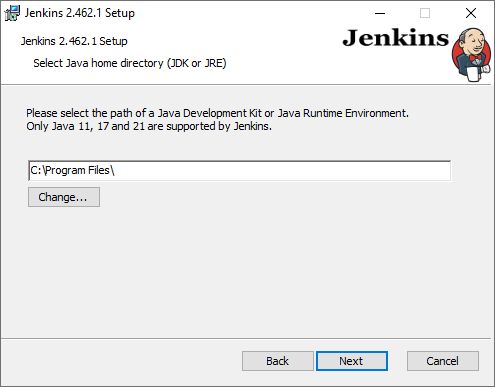 Jenkins 2.462.1 Setup
Jenkins 2.462.1 Setup
Jenkins
Select Java home directory (JDK or JRE)
Please select the path of a Java Development Kit or Java Runtime Environment.
Only Java 11, 17 and 21 are supported by Jenkins.
C:\Program Files\
Change...
Back
Next
Cancel